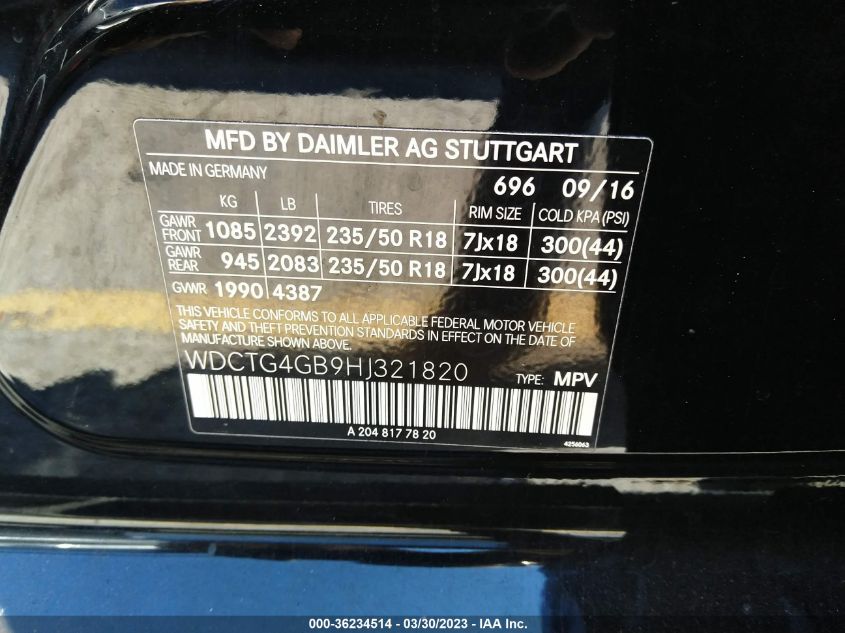 MFD BY DAIMLER AG STUTTGART
MADE IN GERMANY
696 09/16
KG LB TIRES RIM SIZE COLD KPA (PSI)
GAWR FRONT 1085 2392 235/50 R18 7Jx18 300(44)
GAWR REAR 945 2083 235/50 R18 7Jx18 300(44)
GVWR 1990 4387
THIS VEHICLE CONFORMS TO ALL APPLICABLE FEDERAL MOTOR VEHICLE
SAFETY AND THEFT PREVENTION STANDARDS IN EFFECT ON THE DATE OF
MANUFACTURE SHOWN ABOVE.
WDCTG4GB9HJ321820 TYPE: MPV
A 204 817 78 20
4256063
000-36234514 - 03/30/2023 - IAA Inc.